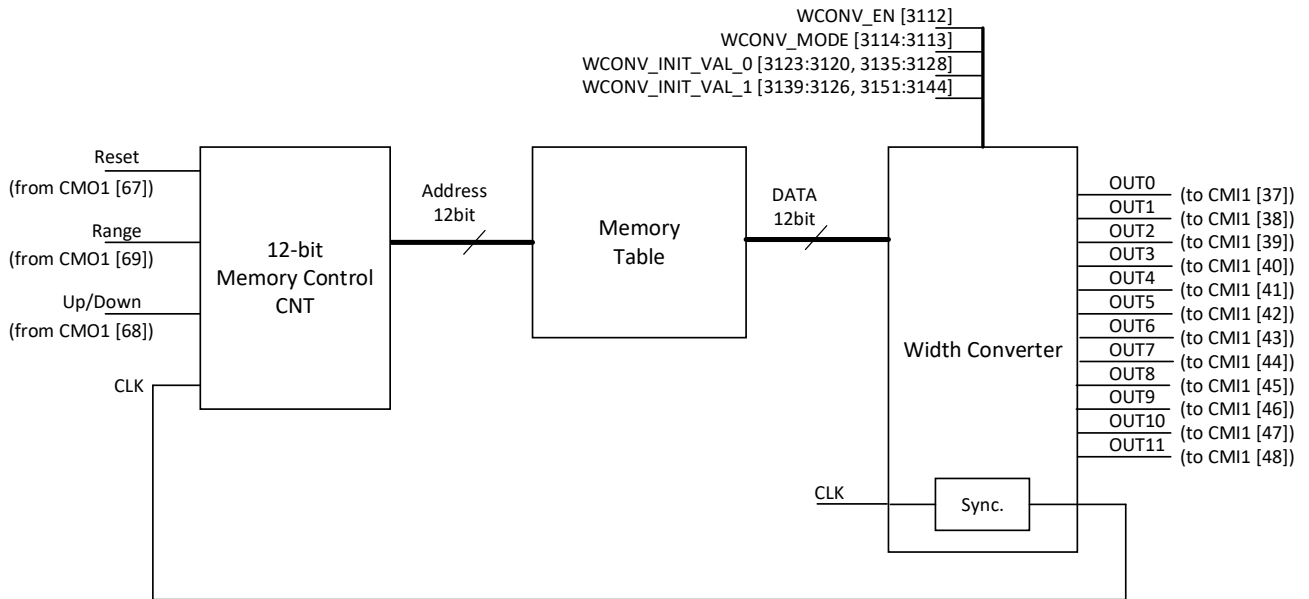 WCONV_EN [3112]
WCONV_MODE [3114:3113]
WCONV_INIT_VAL_0 [3123:3120, 3135:3128]
WCONV_INIT_VAL_1 [3139:3126, 3151:3144]
Reset
(from CMO1 [67])
Range
(from CMO1 [69])
Up/Down
(from CMO1 [68])
CLK
12-bit
Memory Control
CNT
Address
12bit
Memory
Table
DATA
12bit
Width Converter
OUT0 (to CMI1 [37])
OUT1 (to CMI1 [38])
OUT2 (to CMI1 [39])
OUT3 (to CMI1 [40])
OUT4 (to CMI1 [41])
OUT5 (to CMI1 [42])
OUT6 (to CMI1 [43])
OUT7 (to CMI1 [44])
OUT8 (to CMI1 [45])
OUT9 (to CMI1 [46])
OUT10 (to CMI1 [47])
OUT11 (to CMI1 [48])
CLK
Sync.